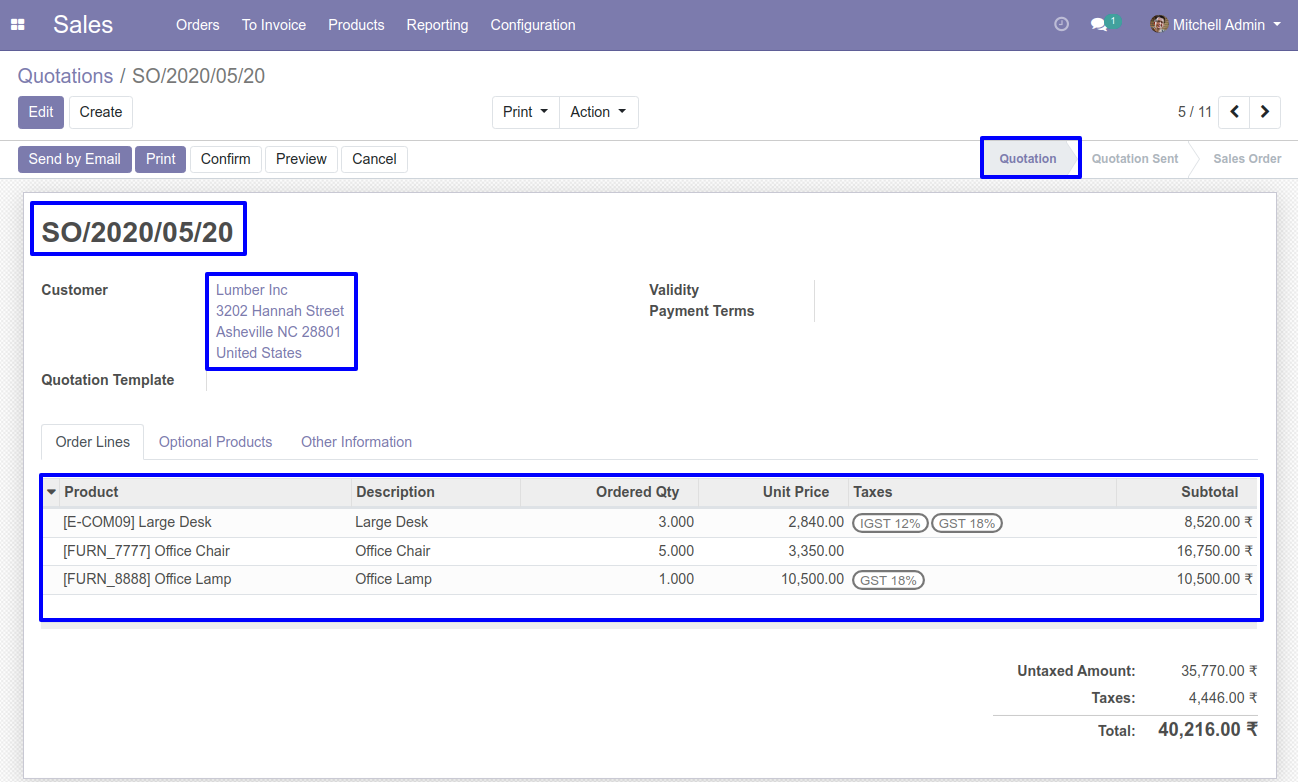 Sales Orders To Invoice Products Reporting Configuration 1 Mitchell Admin
Quotations / SO/2020/05/20
Edit Create Print Action 5 / 11
Send by Email Print Confirm Preview Cancel Quotation Quotation Sent Sales Order
SO/2020/05/20
Customer Lumber Inc Validity
3202 Hannah Street Payment Terms
Asheville NC 28801
United States
Quotation Template
Order Lines Optional Products Other Information
Product Description Ordered Qty Unit Price Taxes Subtotal
[E-COM09] Large Desk Large Desk 3.000 2,840.00 IGST 12% GST 18% 8,520.00 ₹
[FURN_7777] Office Chair Office Chair 5.000 3,350.00 16,750.00 ₹
[FURN_8888] Office Lamp Office Lamp 1.000 10,500.00 GST 18% 10,500.00 ₹
Untaxed Amount: 35,770.00 ₹
Taxes: 4,446.00 ₹
Total: 40,216.00 ₹